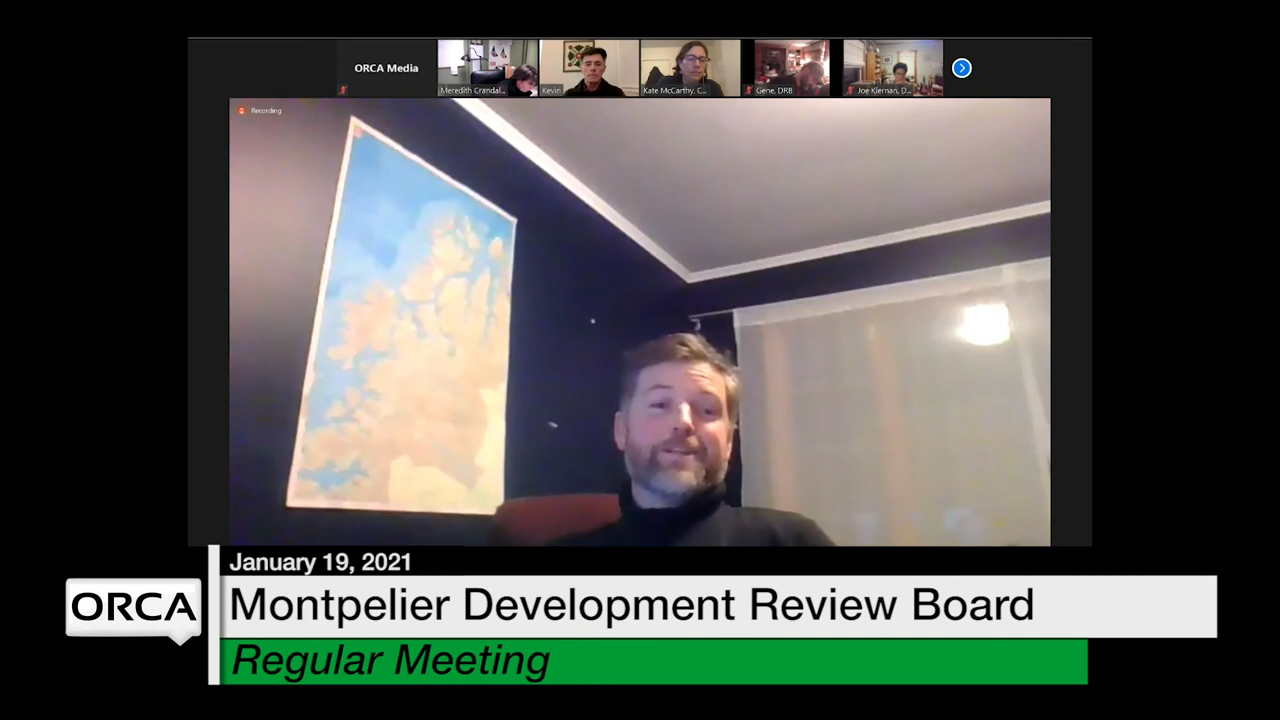 ORCA Media
Meredith Crandal...
Kevin
Kate McCarthy, C...
Gene, DRB
Joe Kiernan, D...
Recording
January 19, 2021
ORCA
Montpelier Development Review Board
Regular Meeting